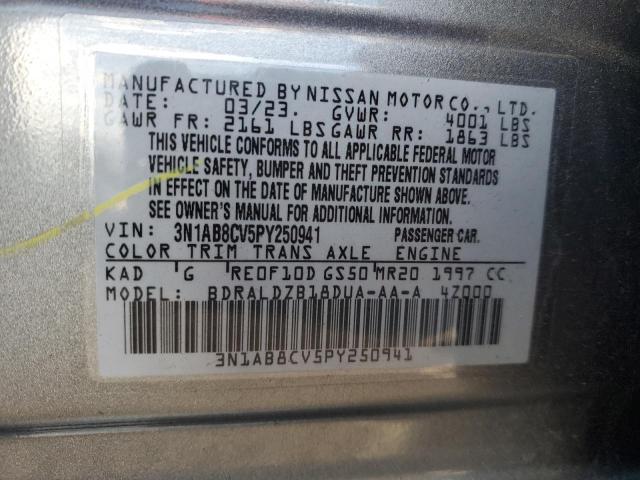 MANUFACTURED BY NISSAN MOTOR CO., LTD.
DATE: 03/23. GVWR: 4001 LBS
GAWR FR: 2161 LBS GAWR RR: 1863 LBS
THIS VEHICLE CONFORMS TO ALL APPLICABLE FEDERAL MOTOR
VEHICLE SAFETY, BUMPER AND THEFT PREVENTION STANDARDS
IN EFFECT ON THE DATE OF MANUFACTURE SHOWN ABOVE.
SEE OWNER'S MANUAL FOR ADDITIONAL INFORMATION.
VIN: 3N1AB8CV5PY250941 PASSENGER CAR.
COLOR TRIM TRANS AXLE ENGINE
KAD G RE0F10D GS50 MR20 1997 CC
MODEL: BDRALDZB18DUA-AA-A 4Z000
3N1AB8CV5PY250941